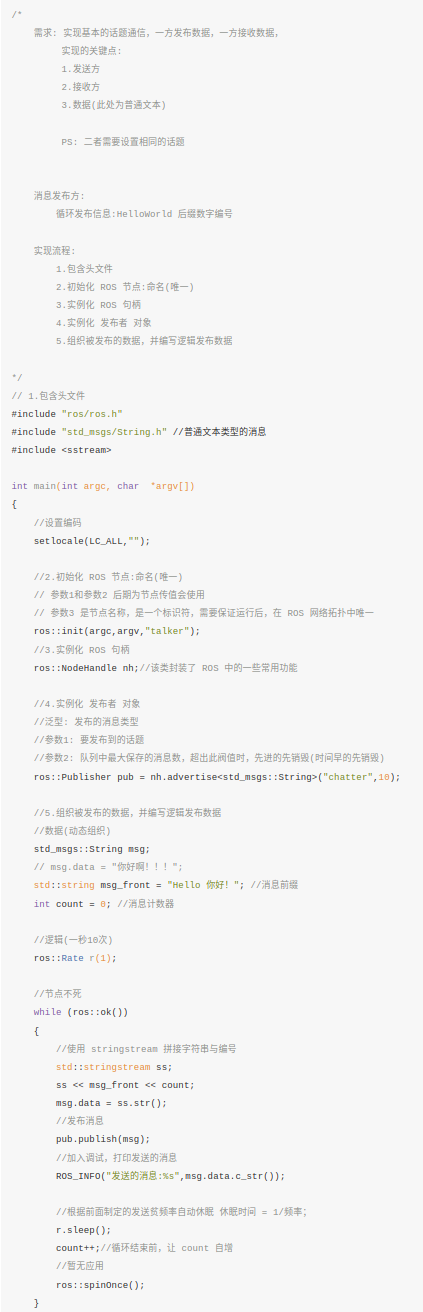 /*
需求: 实现基本的话题通信，一方发布数据，一方接收数据，
实现的关键点:
1.发送方
2.接收方
3.数据(此处为普通文本)
PS: 二者需要设置相同的话题
消息发布方:
循环发布信息:HelloWorld 后缀数字编号
实现流程:
1.包含头文件
2.初始化 ROS 节点:命名(唯一)
3.实例化 ROS 句柄
4.实例化 发布者 对象
5.组织被发布的数据，并编写逻辑发布数据
*/
// 1.包含头文件
#include "ros/ros.h"
#include "std_msgs/String.h" //普通文本类型的消息
#include <sstream>
int main(int argc, char  *argv[])
{
//设置编码
setlocale(LC_ALL,"");
//2.初始化 ROS 节点:命名(唯一)
// 参数1和参数2 后期为节点传值会使用
// 参数3 是节点名称，是一个标识符，需要保证运行后，在 ROS 网络拓扑中唯一
ros::init(argc,argv,"talker");
//3.实例化 ROS 句柄
ros::NodeHandle nh;//该类封装了 ROS 中的一些常用功能
//4.实例化 发布者 对象
//泛型: 发布的消息类型
//参数1: 要发布到的话题
//参数2: 队列中最大保存的消息数，超出此阀值时，先进的先销毁(时间早的先销毁)
ros::Publisher pub = nh.advertise<std_msgs::String>("chatter",10);
//5.组织被发布的数据，并编写逻辑发布数据
//数据(动态组织)
std_msgs::String msg;
// msg.data = "你好啊！！！";
std::string msg_front = "Hello 你好！"; //消息前缀
int count = 0; //消息计数器
//逻辑(一秒10次)
ros::Rate r(1);
//节点不死
while (ros::ok())
{
//使用 stringstream 拼接字符串与编号
std::stringstream ss;
ss << msg_front << count;
msg.data = ss.str();
//发布消息
pub.publish(msg);
//加入调试，打印发送的消息
ROS_INFO("发送的消息:%s",msg.data.c_str());
//根据前面制定的发送贫频率自动休眠 休眠时间 = 1/频率；
r.sleep();
count++;//循环结束前，让 count 自增
//暂无应用
ros::spinOnce();
}